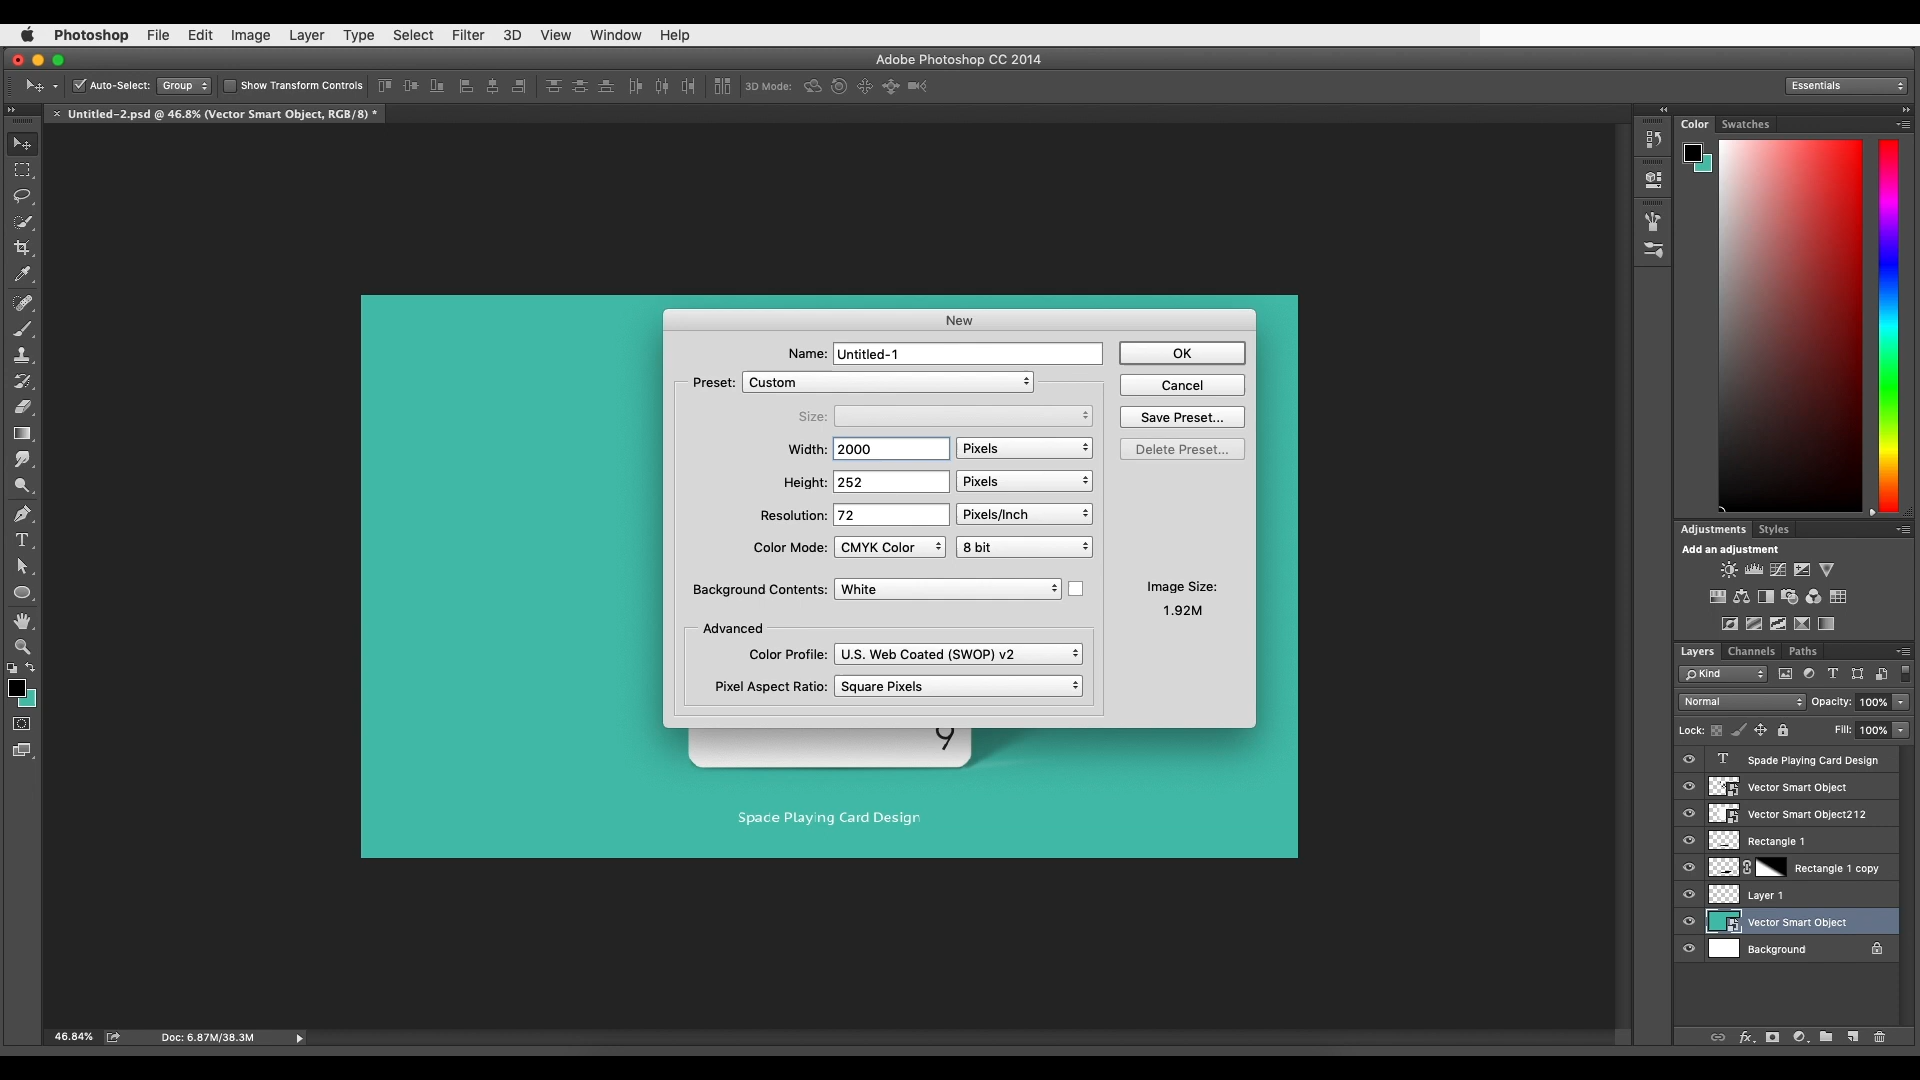 Photoshop File Edit Image Layer Type Select Filter 3D View Window Help
Adobe Photoshop CC 2014
Auto-Select: Group Show Transform Controls 3D Mode: Essentials
× Untitled-2.psd @ 46.8% (Vector Smart Object, RGB/8) *
Color Swatches
New
Name: Untitled-1 OK
Preset: Custom Cancel
Size: Save Preset...
Width: 2000 Pixels Delete Preset...
Height: 252 Pixels
Resolution: 72 Pixels/Inch
Color Mode: CMYK Color 8 bit
Background Contents: White
Image Size:
1.92M
Advanced
Color Profile: U.S. Web Coated (SWOP) v2
Pixel Aspect Ratio: Square Pixels
9
Spade Playing Card Design
T
Adjustments Styles
Add an adjustment
Layers Channels Paths
Kind T
Normal Opacity: 100%
Lock: Fill: 100%
T Spade Playing Card Design
Vector Smart Object
Vector Smart Object212
Rectangle 1
Rectangle 1 copy
Layer 1
Vector Smart Object
Background
46.84% Doc: 6.87M/38.3M
fx